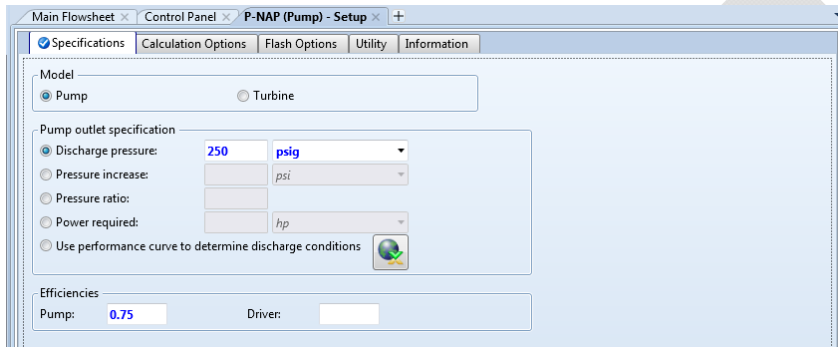 Main Flowsheet × Control Panel × P-NAP (Pump) - Setup × +
Specifications Calculation Options Flash Options Utility Information
Model
Pump Turbine
Pump outlet specification
Discharge pressure: 250 psig
Pressure increase: psi
Pressure ratio:
Power required: hp
Use performance curve to determine discharge conditions
Efficiencies
Pump: 0.75 Driver: